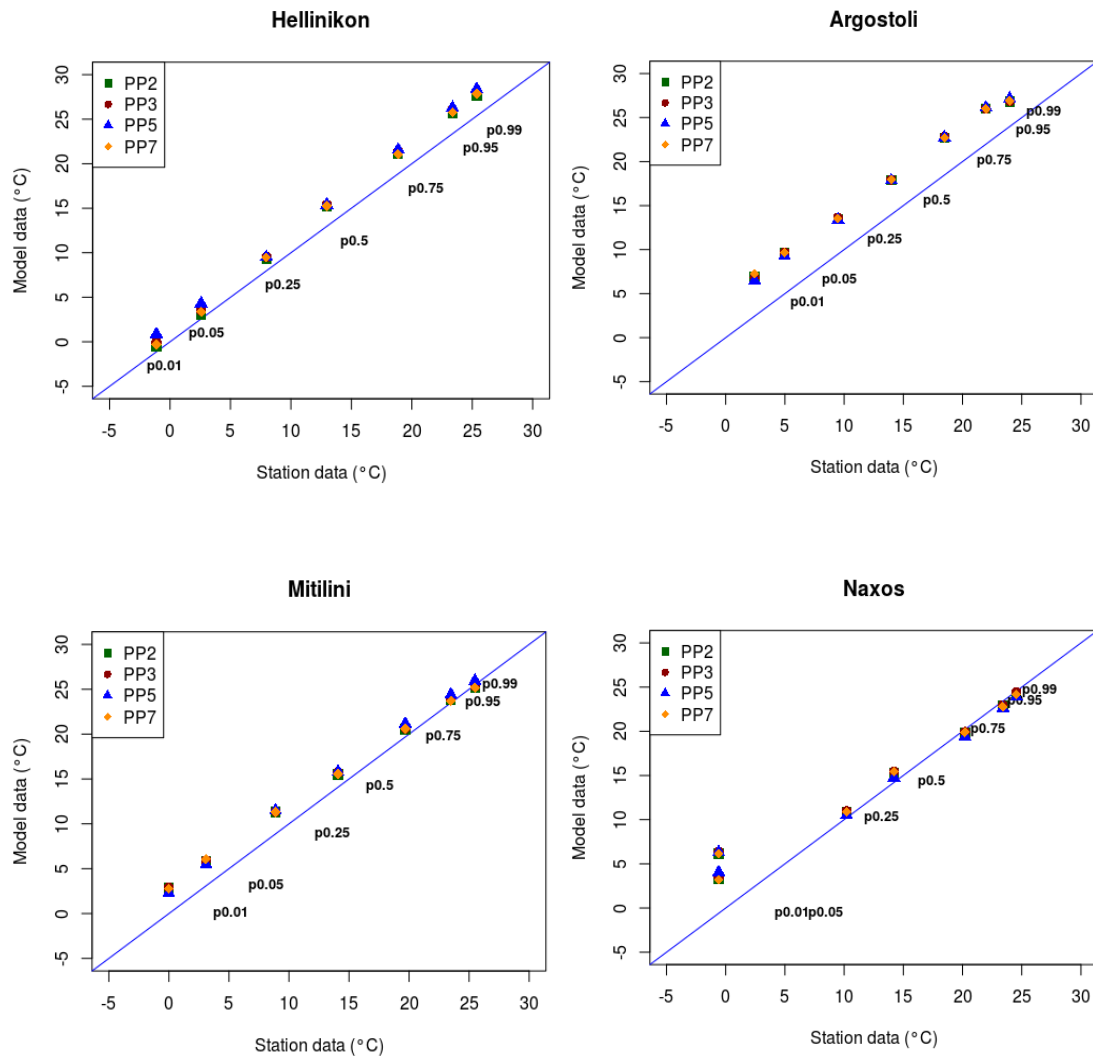 Hellinikon
PP2
PP3
PP5
PP7
Model data (°C)
30
25
20
15
10
5
0
-5
p0.01
p0.05
p0.25
p0.5
p0.75
p0.95
p0.99
-5 0 5 10 15 20 25 30
Station data (°C)
Argostoli
PP2
PP3
PP5
PP7
Model data (°C)
30
25
20
15
10
5
0
-5
p0.01
p0.05
p0.25
p0.5
p0.75
p0.95
p0.99
-5 0 5 10 15 20 25 30
Station data (°C)
Mitilini
PP2
PP3
PP5
PP7
Model data (°C)
30
25
20
15
10
5
0
-5
p0.01
p0.05
p0.25
p0.5
p0.75
p0.95
p0.99
-5 0 5 10 15 20 25 30
Station data (°C)
Naxos
PP2
PP3
PP5
PP7
Model data (°C)
30
25
20
15
10
5
0
-5
p0.01p0.05
p0.25
p0.5
p0.75
p0.95
p0.99
-5 0 5 10 15 20 25 30
Station data (°C)